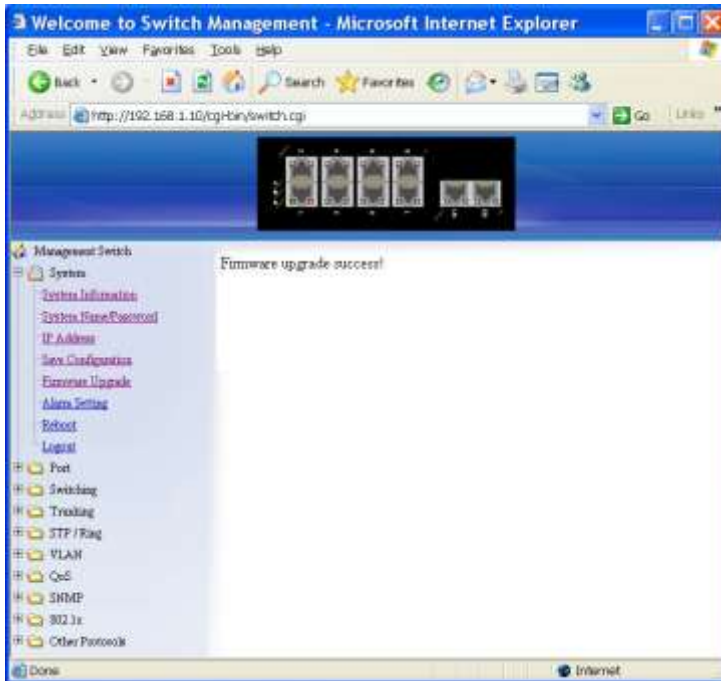 Welcome to Switch Management - Microsoft Internet Explorer
File Edit View Favorites Tools Help
Back Search Favorites
Address http://192.168.1.10/cgi-bin/switch.cgi Go Links »
Management Switch
System
System Information
System Name/Password
IP Address
Save Configuration
Firmware Upgrade
Alarm Setting
Reboot
Logout
Port
Switching
Trunking
STP / Ring
VLAN
QoS
SNMP
802.1x
Other Protocols
Firmware upgrade success!
Done Internet